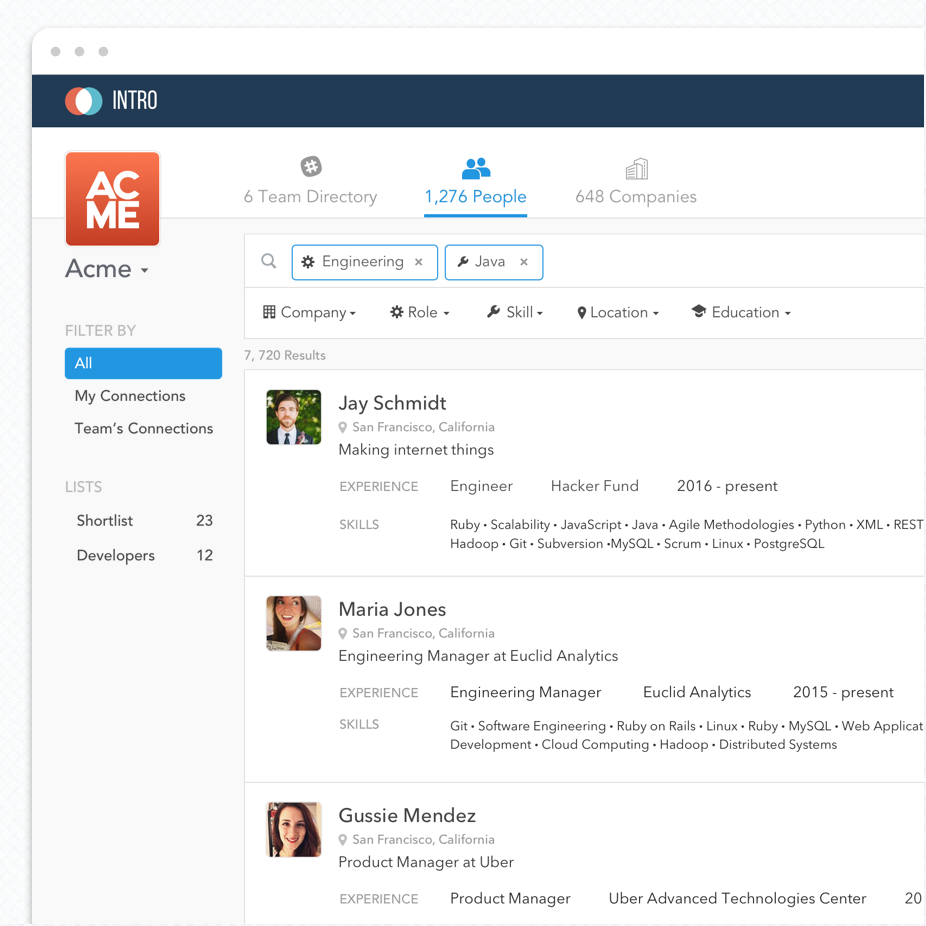 INTRO
AC
ME
Acme
6 Team Directory
1,276 People
648 Companies
Engineering ×
Java ×
Company
Role
Skill
Location
Education
FILTER BY
All
My Connections
Team’s Connections
LISTS
Shortlist 23
Developers 12
7, 720 Results
Jay Schmidt
San Francisco, California
Making internet things
EXPERIENCE Engineer Hacker Fund 2016 - present
SKILLS Ruby • Scalability • JavaScript • Java • Agile Methodologies • Python • XML • REST
Hadoop • Git • Subversion •MySQL • Scrum • Linux • PostgreSQL
Maria Jones
San Francisco, California
Engineering Manager at Euclid Analytics
EXPERIENCE Engineering Manager Euclid Analytics 2015 - present
SKILLS Git • Software Engineering • Ruby on Rails • Linux • Ruby • MySQL • Web Applicat
Development • Cloud Computing • Hadoop • Distributed Systems
Gussie Mendez
San Francisco, California
Product Manager at Uber
EXPERIENCE Product Manager Uber Advanced Technologies Center 20